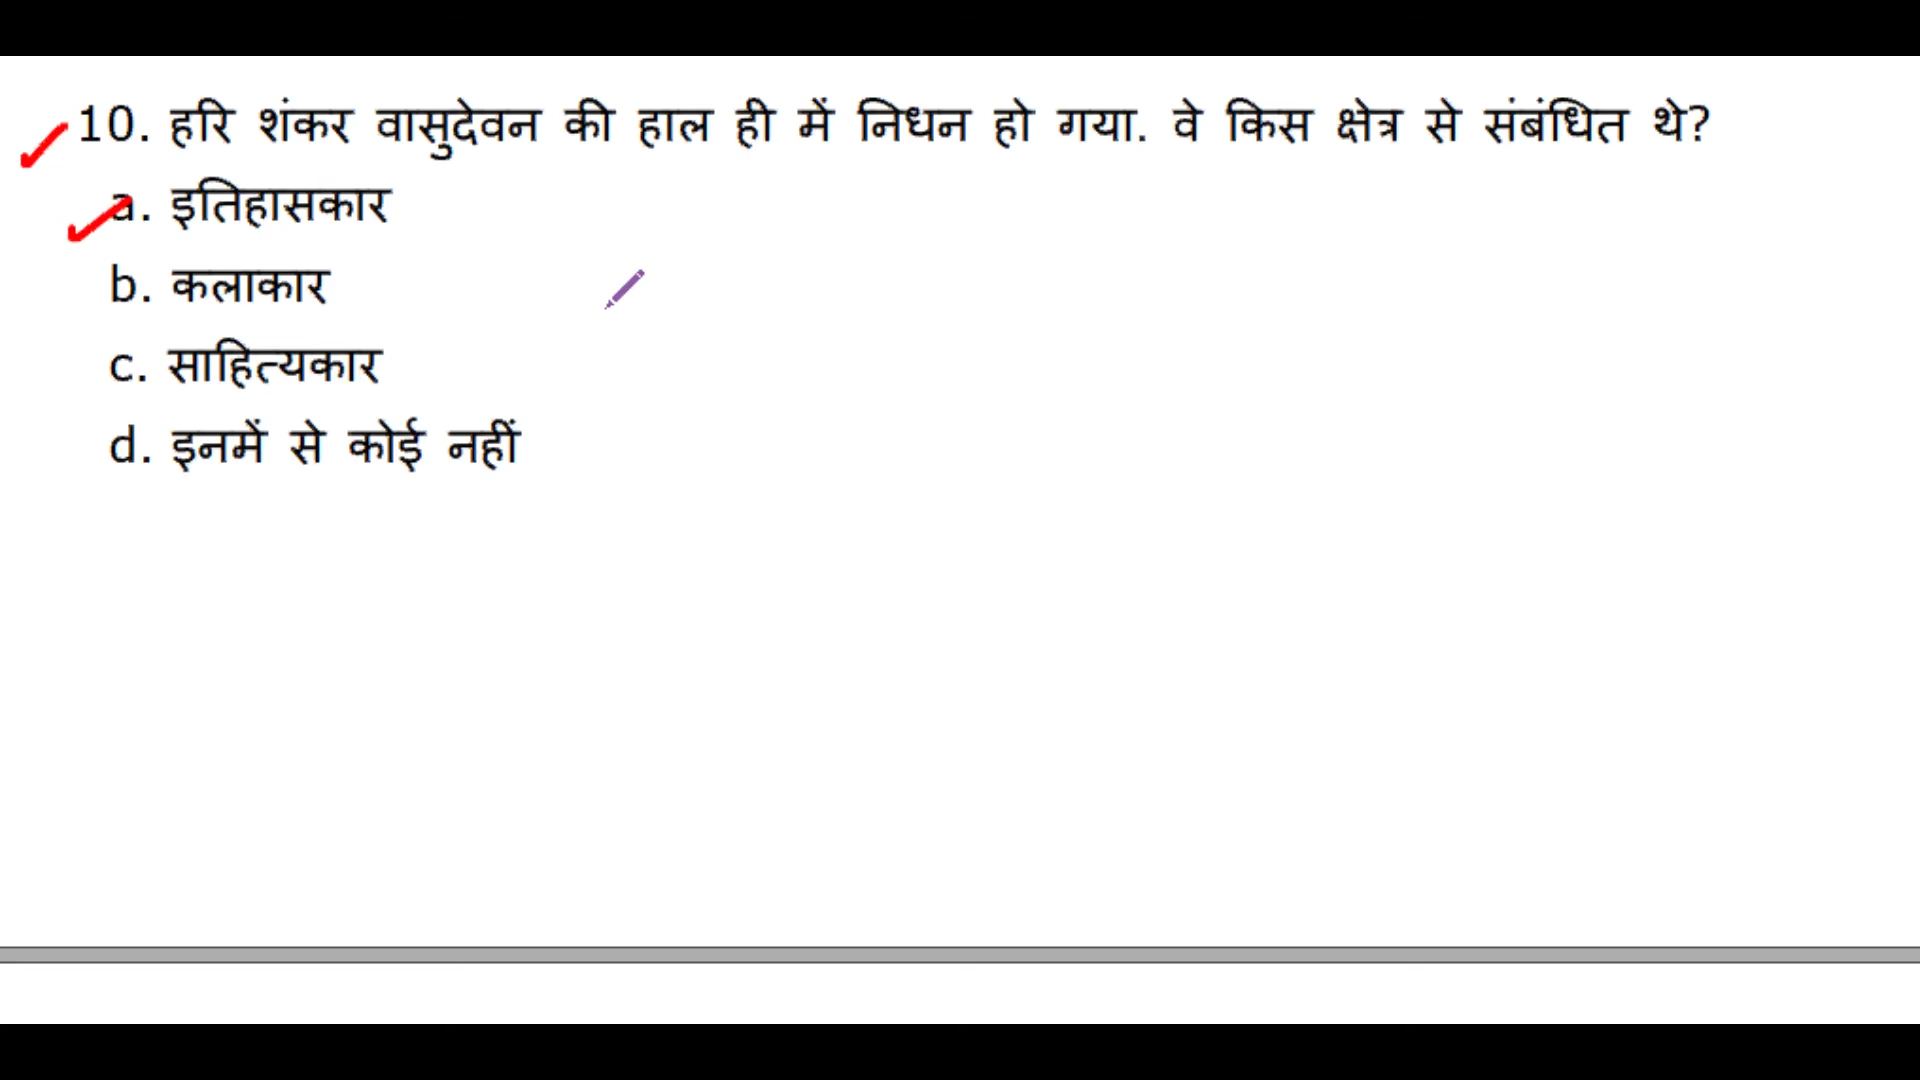 10. हरि शंकर वासुदेवन की हाल ही में निधन हो गया. वे किस क्षेत्र से संबंधित थे?
a. इतिहासकार
b. कलाकार
c. साहित्यकार
d. इनमें से कोई नहीं